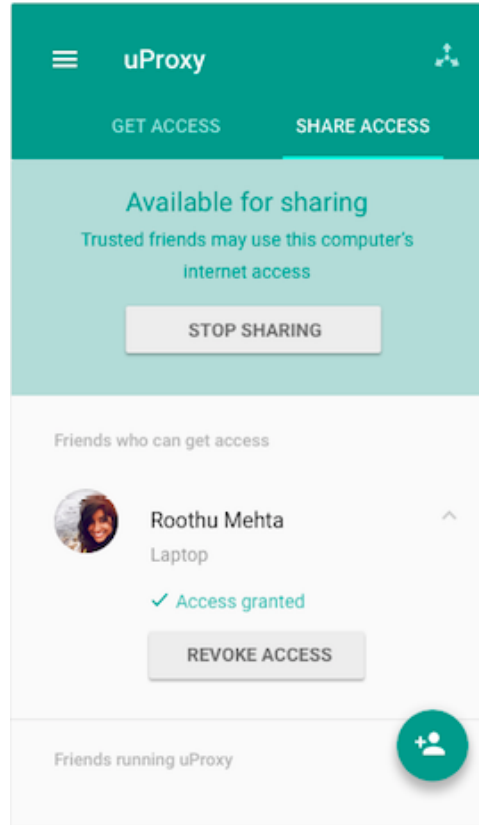 uProxy
GET ACCESS
SHARE ACCESS
Available for sharing
Trusted friends may use this computer's
internet access
STOP SHARING
Friends who can get access
Roothu Mehta
Laptop
Access granted
REVOKE ACCESS
Friends running uProxy